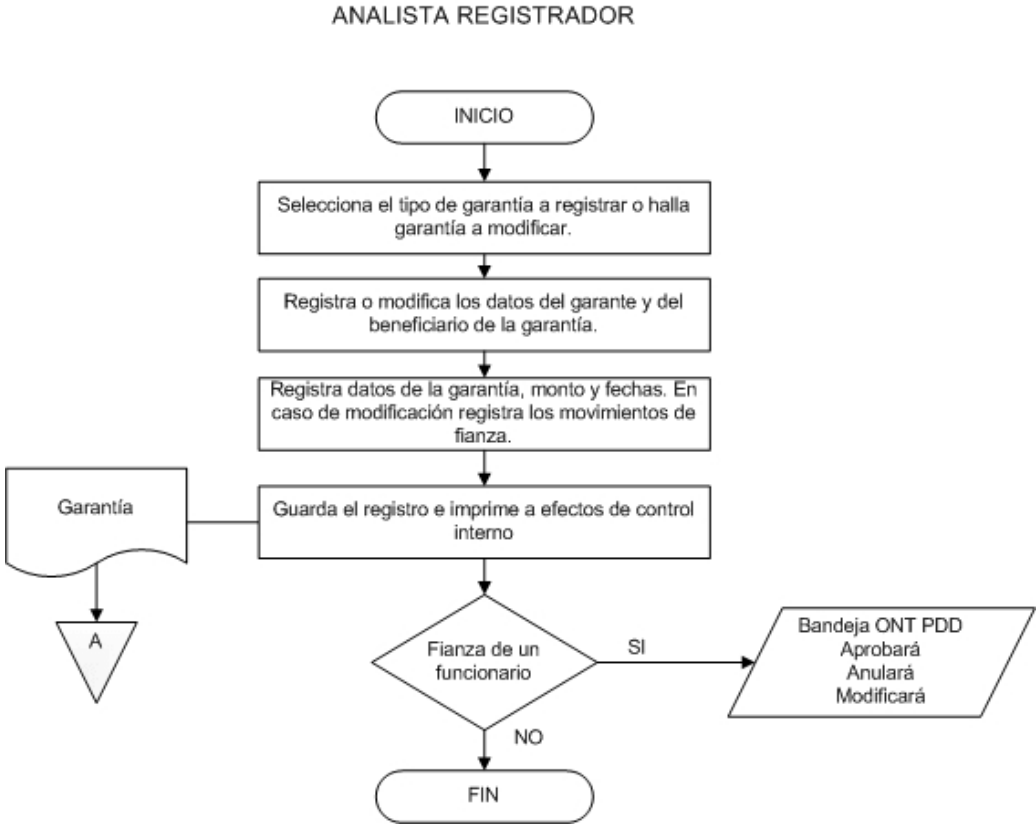 ANALISTA REGISTRADOR
INICIO
Selecciona el tipo de garantía a registrar o halla
garantía a modificar.
Registra o modifica los datos del garante y del
beneficiario de la garantía.
Registra datos de la garantía, monto y fechas. En
caso de modificación registra los movimientos de
fianza.
Garantía
Guarda el registro e imprime a efectos de control
interno
A
Fianza de un
funcionario
SI
Bandeja ONT PDD
Aprobará
Anulará
Modificará
NO
FIN